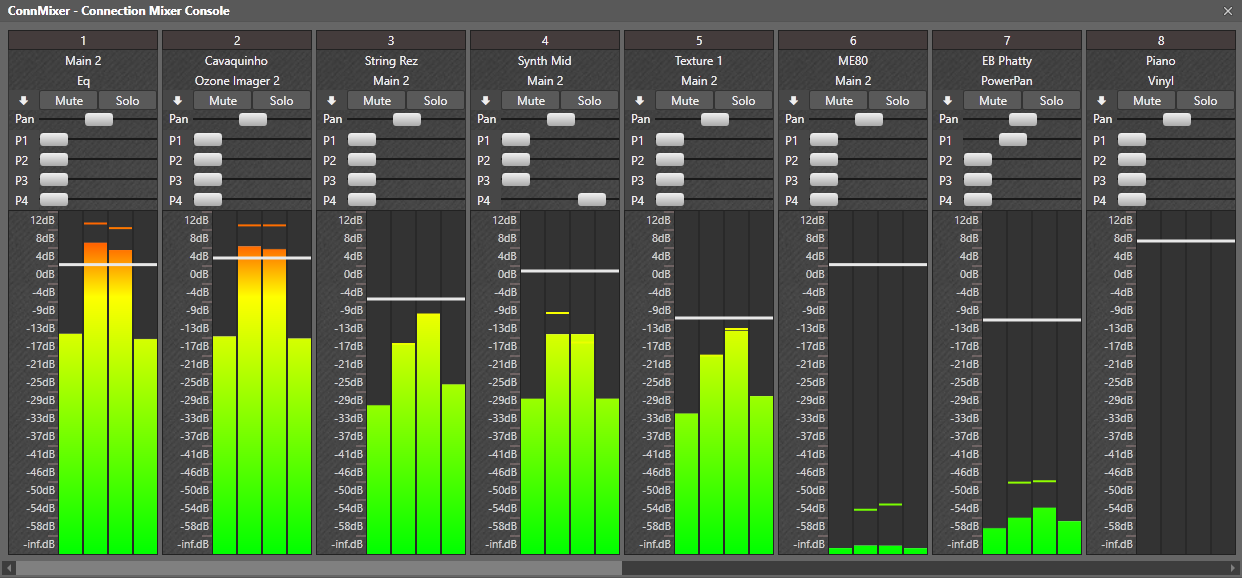 ConnMixer - Connection Mixer Console
1 2 3 4 5 6 7 8
Main 2 Cavaquinho String Rez Synth Mid Texture 1 ME80 EB Phatty Piano
Eq Ozone Imager 2 Main 2 Main 2 Main 2 Main 2 PowerPan Vinyl
Mute Solo Mute Solo Mute Solo Mute Solo Mute Solo Mute Solo Mute Solo Mute Solo
Pan Pan Pan Pan Pan Pan Pan Pan
P1 P1 P1 P1 P1 P1 P1 P1
P2 P2 P2 P2 P2 P2 P2 P2
P3 P3 P3 P3 P3 P3 P3 P3
P4 P4 P4 P4 P4 P4 P4 P4
12dB 12dB 12dB 12dB 12dB 12dB 12dB 12dB
8dB 8dB 8dB 8dB 8dB 8dB 8dB 8dB
4dB 4dB 4dB 4dB 4dB 4dB 4dB 4dB
0dB 0dB 0dB 0dB 0dB 0dB 0dB 0dB
-4dB -4dB -4dB -4dB -4dB -4dB -4dB -4dB
-9dB -9dB -9dB -9dB -9dB -9dB -9dB -9dB
-13dB -13dB -13dB -13dB -13dB -13dB -13dB -13dB
-17dB -17dB -17dB -17dB -17dB -17dB -17dB -17dB
-21dB -21dB -21dB -21dB -21dB -21dB -21dB -21dB
-25dB -25dB -25dB -25dB -25dB -25dB -25dB -25dB
-29dB -29dB -29dB -29dB -29dB -29dB -29dB -29dB
-33dB -33dB -33dB -33dB -33dB -33dB -33dB -33dB
-37dB -37dB -37dB -37dB -37dB -37dB -37dB -37dB
-41dB -41dB -41dB -41dB -41dB -41dB -41dB -41dB
-46dB -46dB -46dB -46dB -46dB -46dB -46dB -46dB
-50dB -50dB -50dB -50dB -50dB -50dB -50dB -50dB
-54dB -54dB -54dB -54dB -54dB -54dB -54dB -54dB
-58dB -58dB -58dB -58dB -58dB -58dB -58dB -58dB
-inf.dB -inf.dB -inf.dB -inf.dB -inf.dB -inf.dB -inf.dB -inf.dB